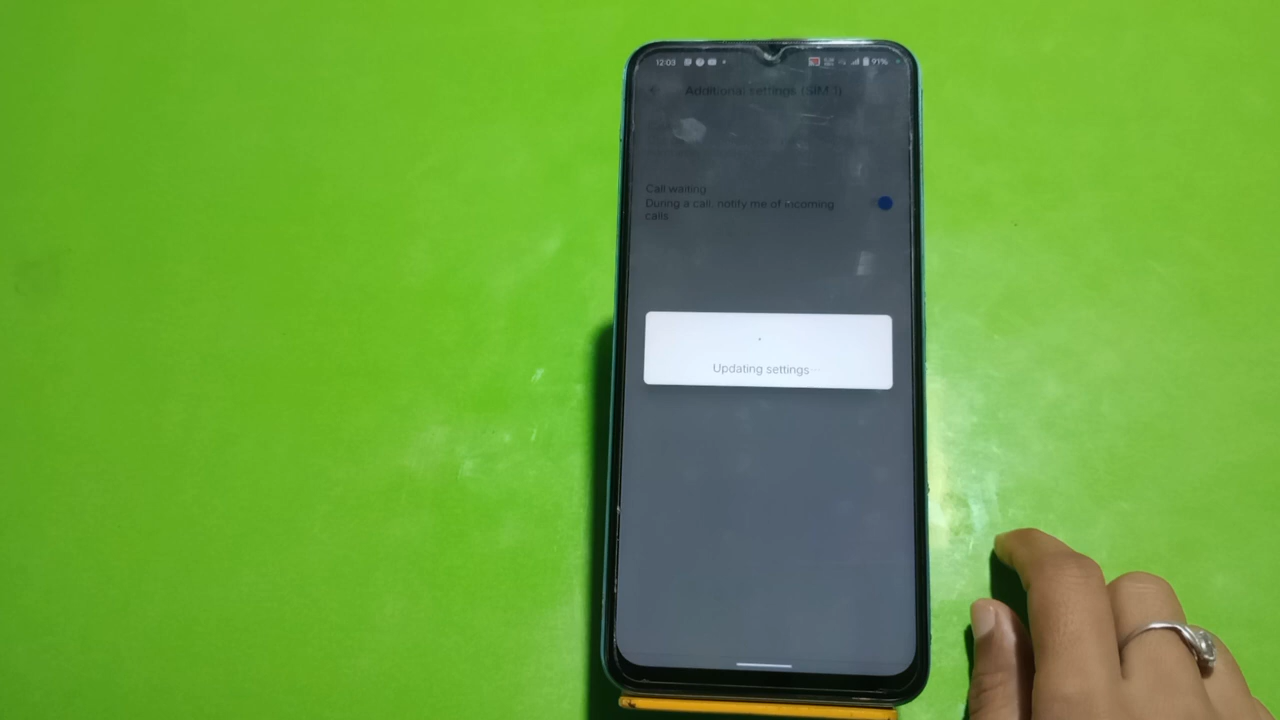 12:03
91%
Additional settings (SIM 1)
Call waiting
During a call, notify me of incoming
calls
Updating settings...